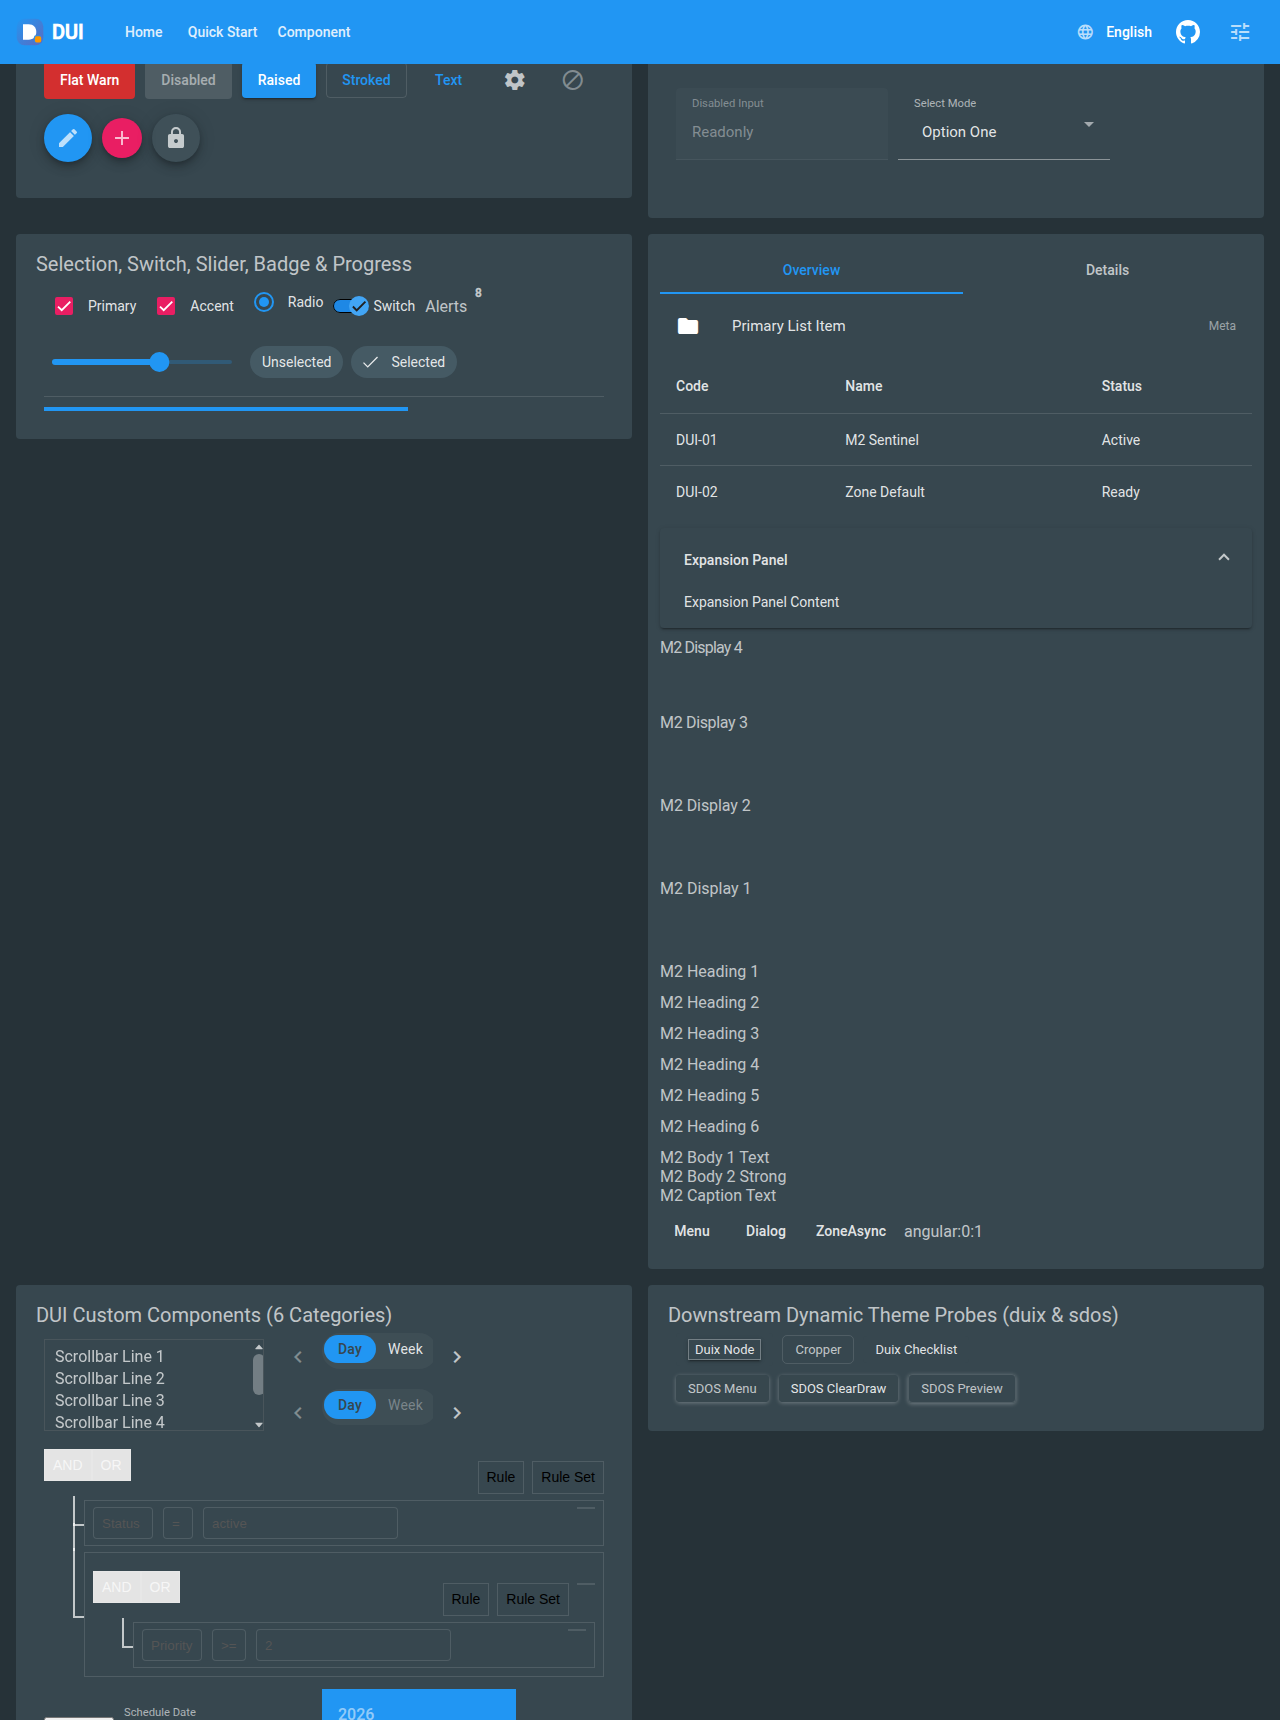 DUI
Home
Quick Start
Component
English
Flat Warn
Disabled
Raised
Stroked
Text
Disabled Input
Readonly
Select Mode
Option One
Selection, Switch, Slider, Badge & Progress
Primary
Accent
Radio
Switch
Alerts
8
Unselected
Selected
Overview
Details
Primary List Item
Meta
Code
Name
Status
DUI-01
M2 Sentinel
Active
DUI-02
Zone Default
Ready
Expansion Panel
Expansion Panel Content
M2 Display 4
M2 Display 3
M2 Display 2
M2 Display 1
M2 Heading 1
M2 Heading 2
M2 Heading 3
M2 Heading 4
M2 Heading 5
M2 Heading 6
M2 Body 1 Text
M2 Body 2 Strong
M2 Caption Text
Menu
Dialog
ZoneAsync
angular:0:1
DUI Custom Components (6 Categories)
Scrollbar Line 1
Scrollbar Line 2
Scrollbar Line 3
Scrollbar Line 4
Day
Week
Day
Week
AND
OR
Rule
Rule Set
Status
=
active
AND
OR
Rule
Rule Set
Priority
>=
2
Schedule Date
2026
Downstream Dynamic Theme Probes (duix & sdos)
Duix Node
Cropper
Duix Checklist
SDOS Menu
SDOS ClearDraw
SDOS Preview